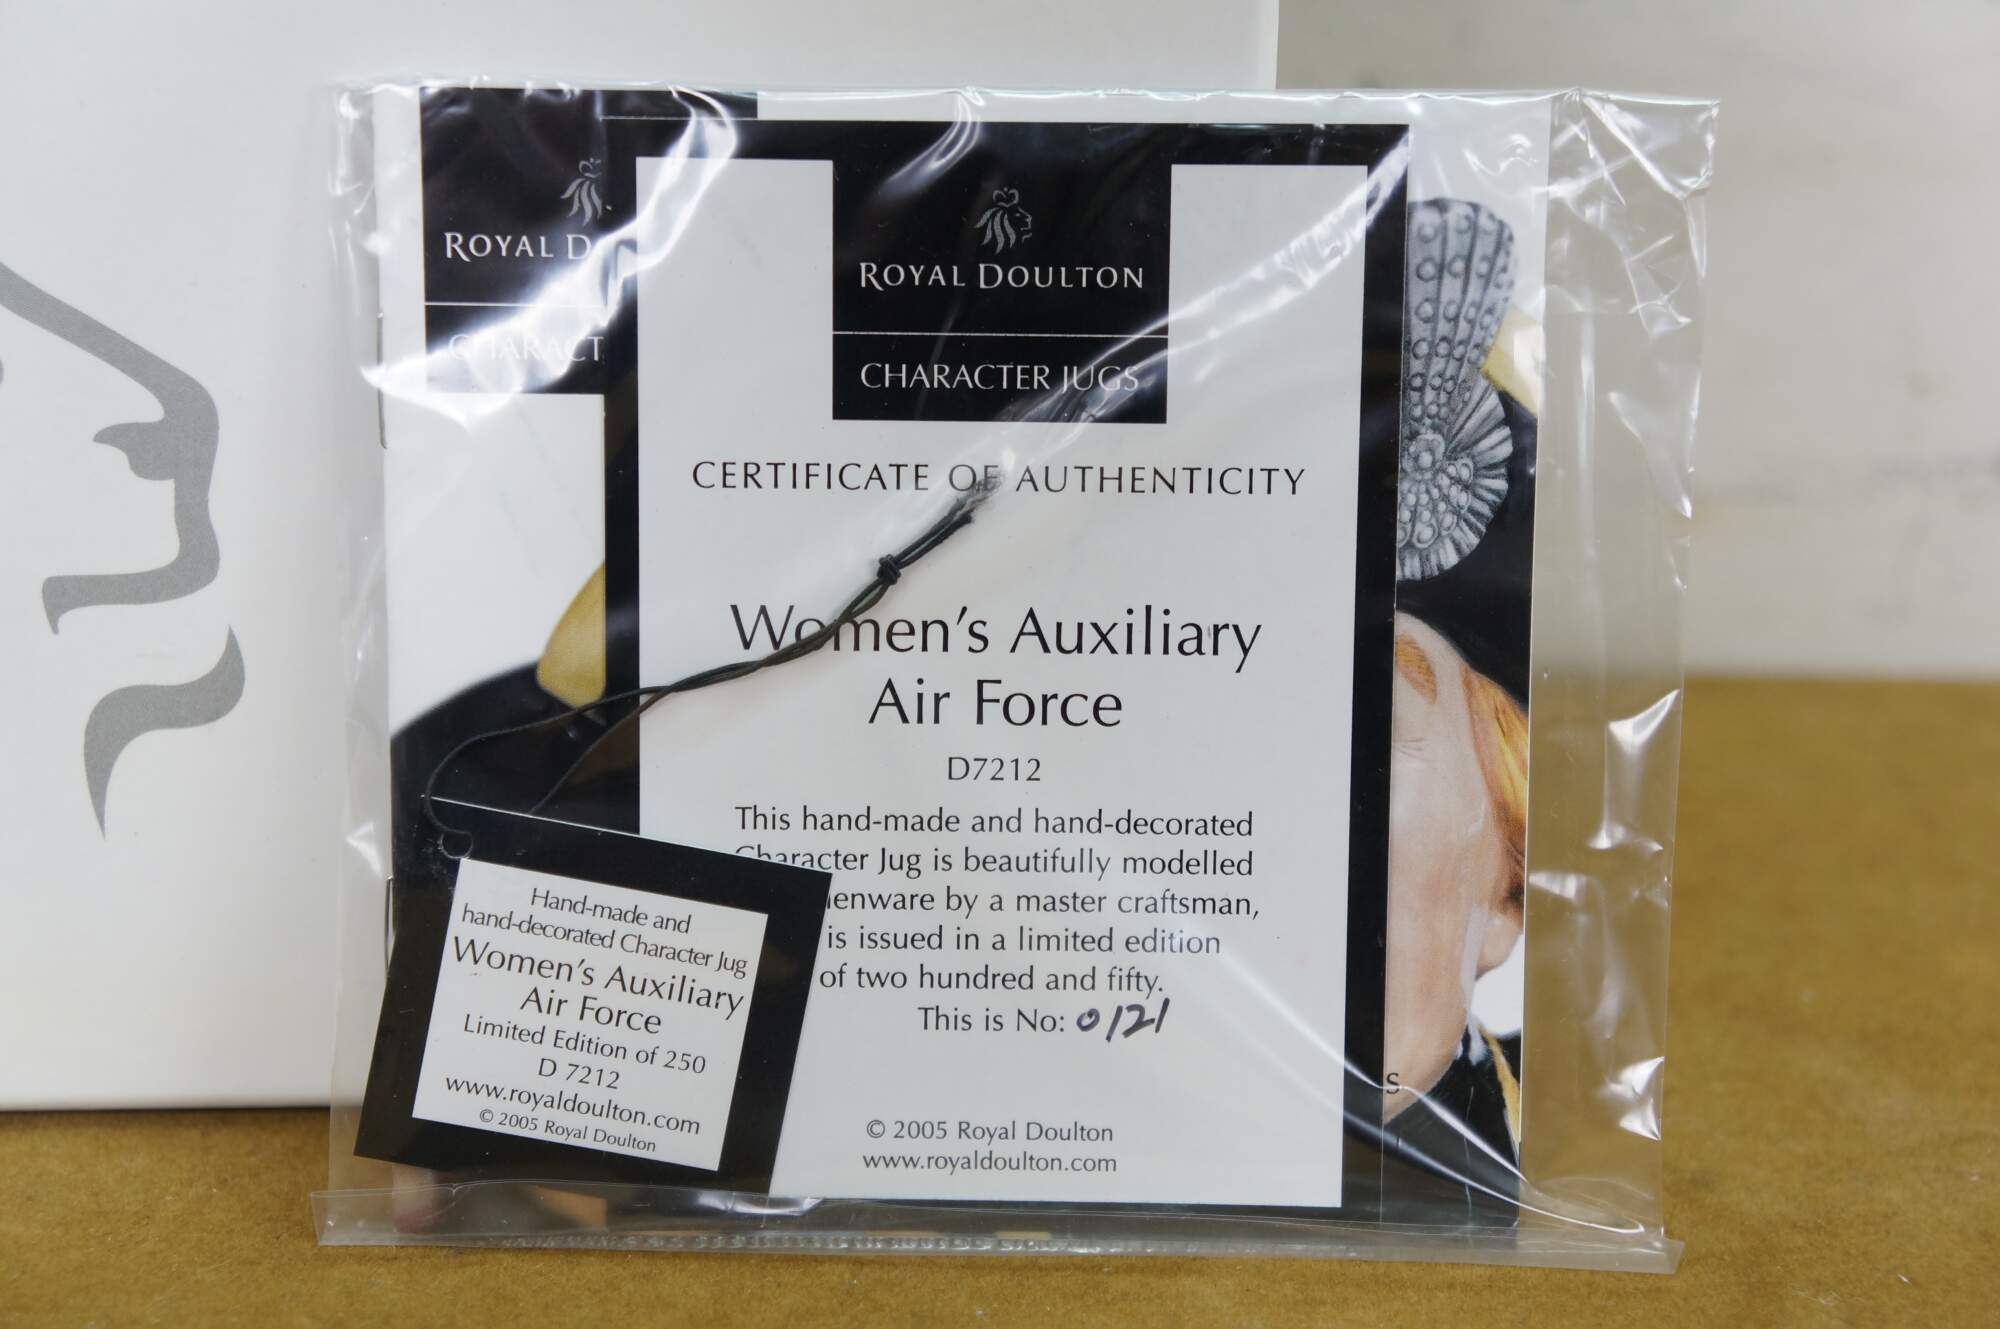 ROYAL D
CHARACT
ROYAL DOULTON
CHARACTER JUGS
CERTIFICATE OF AUTHENTICITY
Women's Auxiliary
Air Force
D7212
This hand-made and hand-decorated
Character Jug is beautifully modelled
enware by a master craftsman,
is issued in a limited edition
of two hundred and fifty.
This is No: 0121
© 2005 Royal Doulton
www.royaldoulton.com
S
Hand-made and
hand-decorated Character Jug
Women's Auxiliary
Air Force
Limited Edition of 250
D 7212
www.royaldoulton.com
© 2005 Royal Doulton